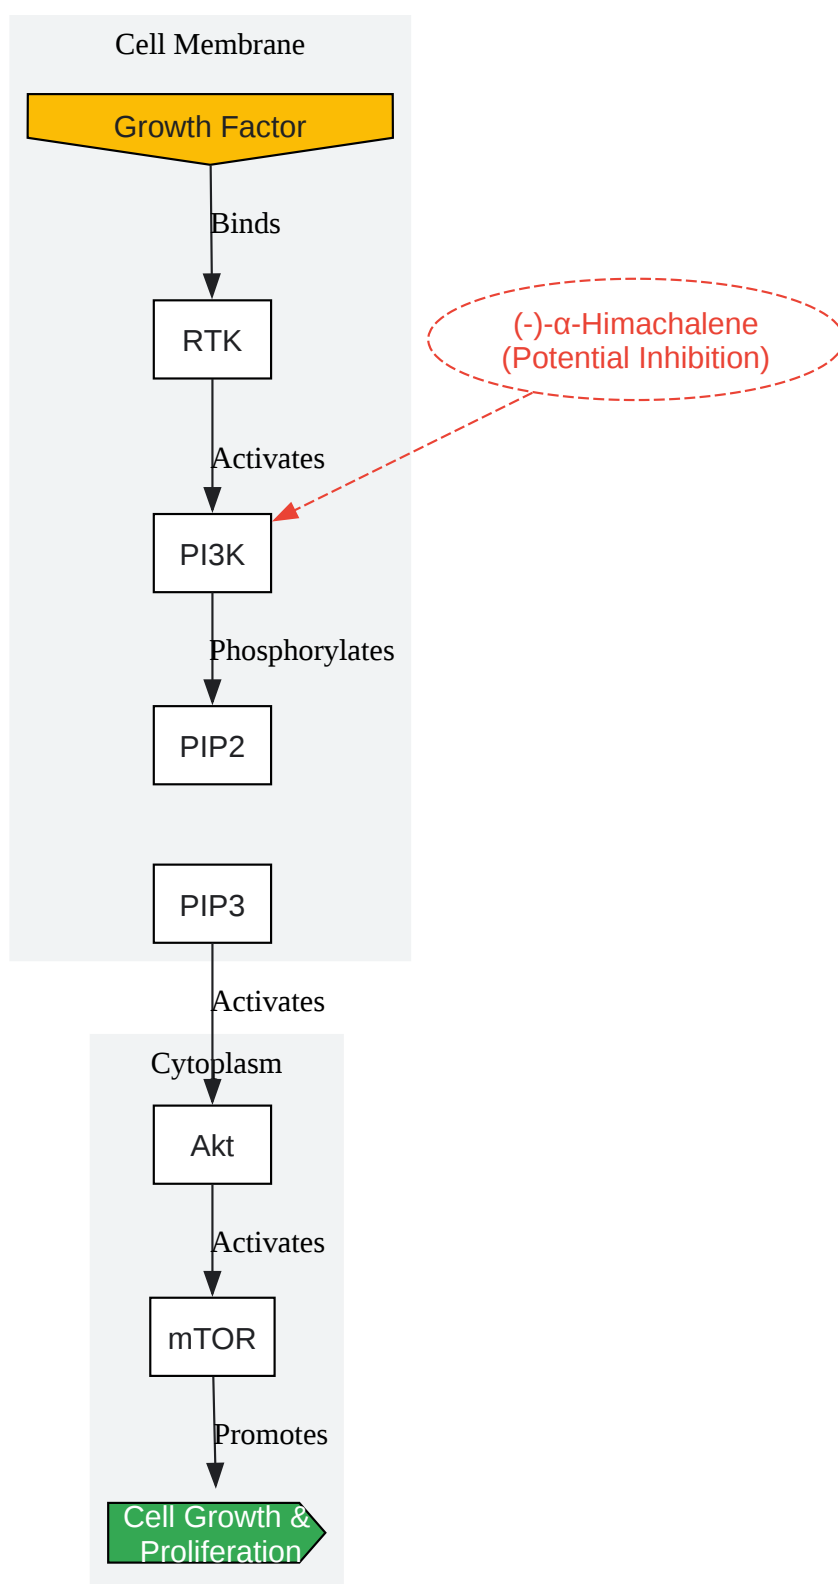 Cell Membrane
Growth Factor
Binds
RTK
(-)-α-Himachalene
(Potential Inhibition)
Activates
PI3K
Phosphorylates
PIP2
PIP3
Activates
Cytoplasm
Akt
Activates
mTOR
Promotes
Cell Growth &
Proliferation